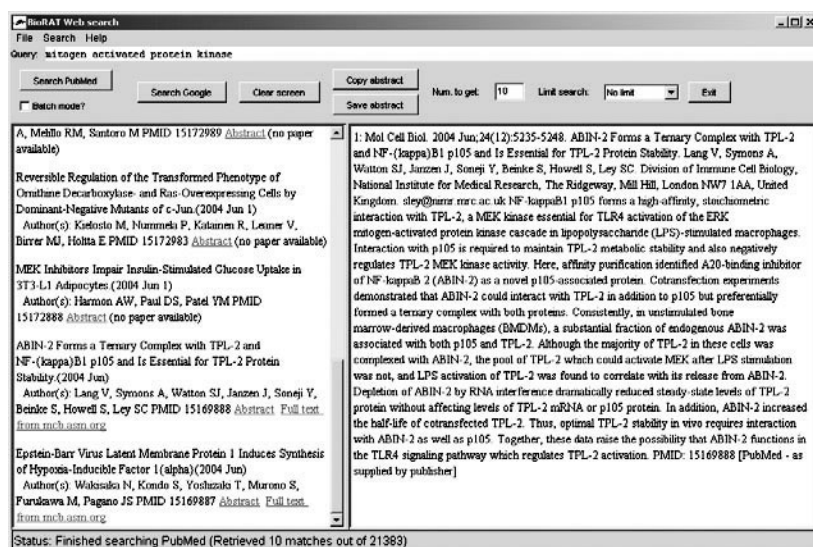 BioRAT Web search
File Search Help
Query: mitogen activated protein kinase
Search PubMed
Batch mode?
Search Google
Clear screen
Copy abstract
Save abstract
Num. to get: 10
Limit search: No limit
Exit
A, Melillo RM, Santoro M PMID 15172989 Abstract (no paper
available)
Reversible Regulation of the Transformed Phenotype of
Ornithine Decarboxylase- and Ras-Overexpressing Cells by
Dominant-Negative Mutants of c-Jun.(2004 Jun 1)
Author(s): Kielosto M, Nummela P, Katainen R, Leaner V,
Birrer MJ, Holtta E PMID 15172983 Abstract (no paper available)
MEK Inhibitors Impair Insulin-Stimulated Glucose Uptake in
3T3-L1 Adipocytes.(2004 Jun 1)
Author(s): Harmon AW, Paul DS, Patel YM PMID
15172888 Abstract (no paper available)
ABIN-2 Forms a Ternary Complex with TPL-2 and
NF-(kappa)B1 p105 and Is Essential for TPL-2 Protein
Stability.(2004 Jun)
Author(s): Lang V, Symons A, Watton SJ, Janzen J, Soneji Y,
Beinke S, Howell S, Ley SC PMID 15169888 Abstract Full text
from mcb.asm.org
Epstein-Barr Virus Latent Membrane Protein 1 Induces Synthesis
of Hypoxia-Inducible Factor 1(alpha)(2004 Jun)
Author(s): Wakisaka N, Kondo S, Yoshizaki T, Murono S,
Furukawa M, Pagano JS PMID 15169887 Abstract Full text
from mcb.asm.org
1: Mol Cell Biol. 2004 Jun;24(12):5235-5248. ABIN-2 Forms a Ternary Complex with TPL-2
and NF-(kappa)B1 p105 and Is Essential for TPL-2 Protein Stability. Lang V, Symons A,
Watton SJ, Janzen J, Soneji Y, Beinke S, Howell S, Ley SC. Division of Immune Cell Biology,
National Institute for Medical Research, The Ridgeway, Mill Hill, London NW7 1AA, United
Kingdom. sley@nimr.mrc.ac.uk NF-kappaB1 p105 forms a high-affinity, stoichiometric
interaction with TPL-2, a MEK kinase essential for TLR4 activation of the ERK
mitogen-activated protein kinase cascade in lipopolysaccharide (LPS)-stimulated macrophages.
Interaction with p105 is required to maintain TPL-2 metabolic stability and also negatively
regulates TPL-2 MEK kinase activity. Here, affinity purification identified A20-binding inhibitor
of NF-kappaB 2 (ABIN-2) as a novel p105-associated protein. Cotransfection experiments
demonstrated that ABIN-2 could interact with TPL-2 in addition to p105 but preferentially
formed a ternary complex with both proteins. Consistently, in unstimulated bone
marrow-derived macrophages (BMDMs), a substantial fraction of endogenous ABIN-2 was
associated with both p105 and TPL-2. Although the majority of TPL-2 in these cells was
complexed with ABIN-2, the pool of TPL-2 which could activate MEK after LPS stimulation
was not, and LPS activation of TPL-2 was found to correlate with its release from ABIN-2.
Depletion of ABIN-2 by RNA interference dramatically reduced steady-state levels of TPL-2
protein without affecting levels of TPL-2 mRNA or p105 protein. In addition, ABIN-2 increased
the half-life of cotransfected TPL-2. Thus, optimal TPL-2 stability in vivo requires interaction
with ABIN-2 as well as p105. Together, these data raise the possibility that ABIN-2 functions in
the TLR4 signaling pathway which regulates TPL-2 activation. PMID: 15169888 [PubMed - as
supplied by publisher]
Status: Finished searching PubMed (Retrieved 10 matches out of 21383)